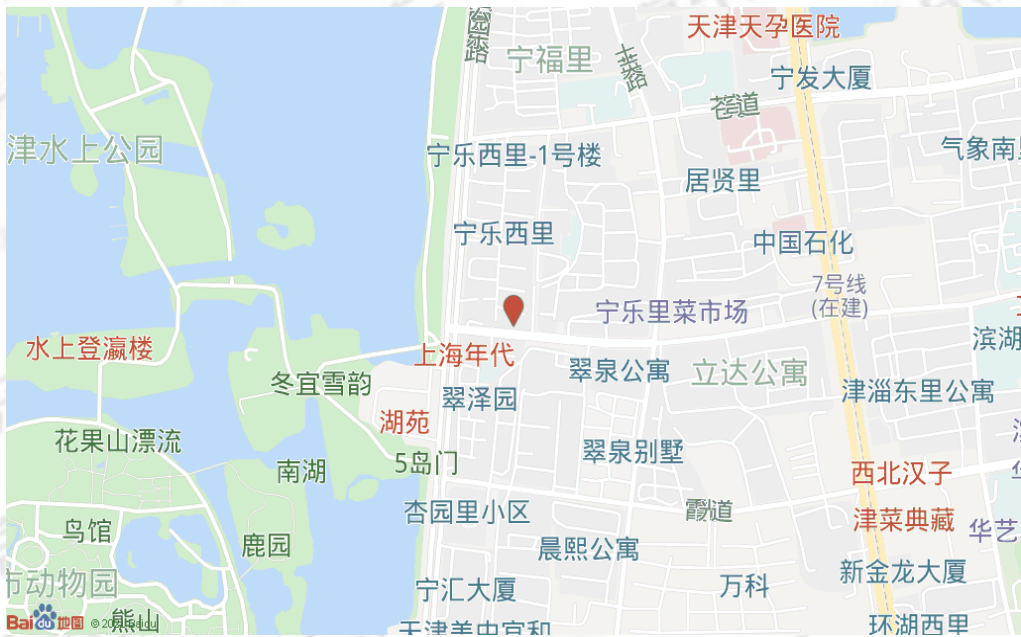 天津天孕医院
宁福里
宁发大厦
津水上公园
宁乐西里-1号楼
居贤里
宁乐西里
中国石化
7号线
(在建)
宁乐里菜市场
水上登瀛楼
上海年代
翠泉公寓
立达公寓
滨湖
冬宜雪韵
翠泽园
津淄东里公寓
湖苑
花果山漂流
5岛门
翠泉别墅
南湖
西北汉子
杏园里小区
霞道
津菜典藏
鸟馆
鹿园
华艺
晨熙公寓
市动物园
宁汇大厦
万科
新金龙大厦
熊山
环湖西里
Bai du 地图